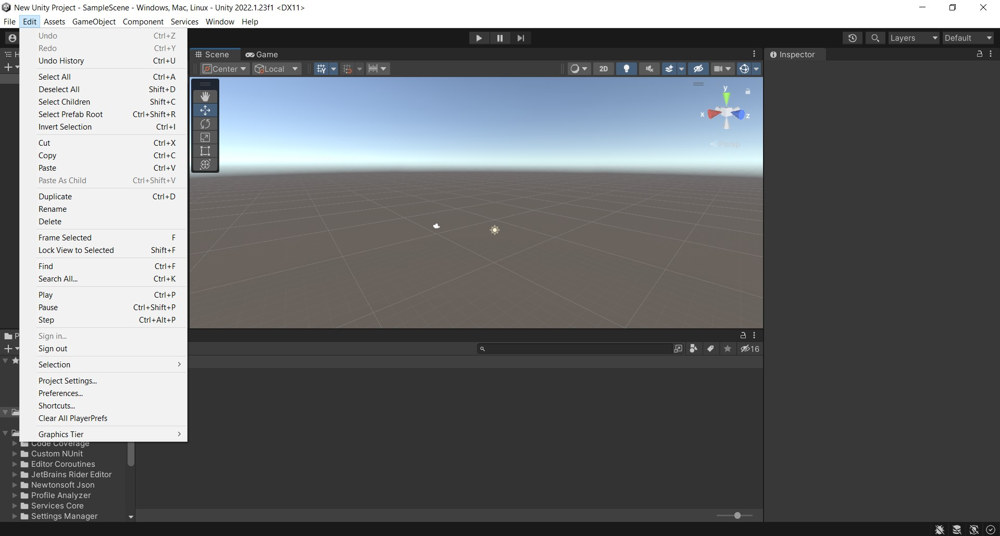 New Unity Project - SampleScene - Windows, Mac, Linux - Unity 2022.1.23f1 <DX11>
File Edit Assets GameObject Component Services Window Help
Undo Ctrl+Z
Redo Ctrl+Y
Undo History Ctrl+U
Select All Ctrl+A
Deselect All Shift+D
Select Children Shift+C
Select Prefab Root Ctrl+Shift+R
Invert Selection Ctrl+I
Cut Ctrl+X
Copy Ctrl+C
Paste Ctrl+V
Paste As Child Ctrl+Shift+V
Duplicate Ctrl+D
Rename
Delete
Frame Selected F
Lock View to Selected Shift+F
Find Ctrl+F
Search All... Ctrl+K
Play Ctrl+P
Pause Ctrl+Shift+P
Step Ctrl+Alt+P
Sign in...
Sign out
Selection
Project Settings...
Preferences...
Shortcuts...
Clear All PlayerPrefs
Graphics Tier
Layers Default
Scene Game
Inspector
Center Local
2D
y
x z
Persp
16
Code Coverage
Custom NUnit
Editor Coroutines
JetBrains Rider Editor
Newtonsoft Json
Profile Analyzer
Services Core
Settings Manager